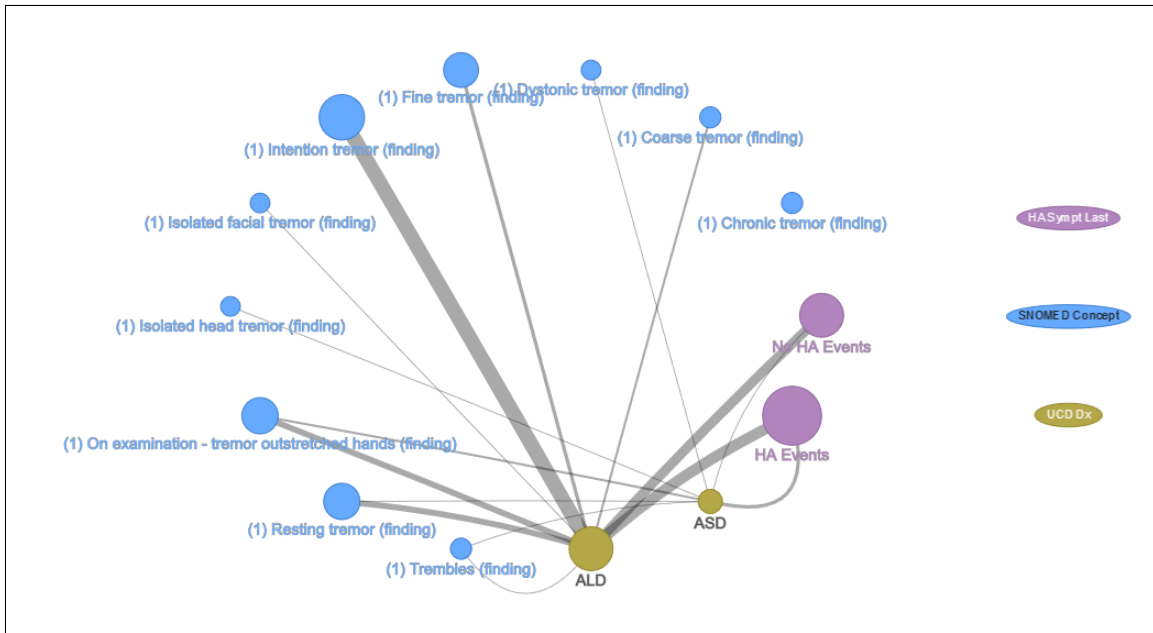 (1) Fine tremor (finding)
(1) Dystonic tremor (finding)
(1) Intention tremor (finding)
(1) Coarse tremor (finding)
(1) Isolated facial tremor (finding)
(1) Chronic tremor (finding)
HASympt Last
(1) Isolated head tremor (finding)
SNOMED Concept
No HA Events
UCD Dx
(1) On examination - tremor outstretched hands (finding)
HA Events
(1) Resting tremor (finding)
ASD
(1) Trembles (finding)
ALD